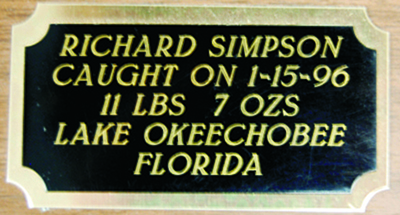 RICHARD SIMPSON
CAUGHT ON 1-15-96
11 LBS 7 OZS
LAKE OKEECHOBEE
FLORIDA